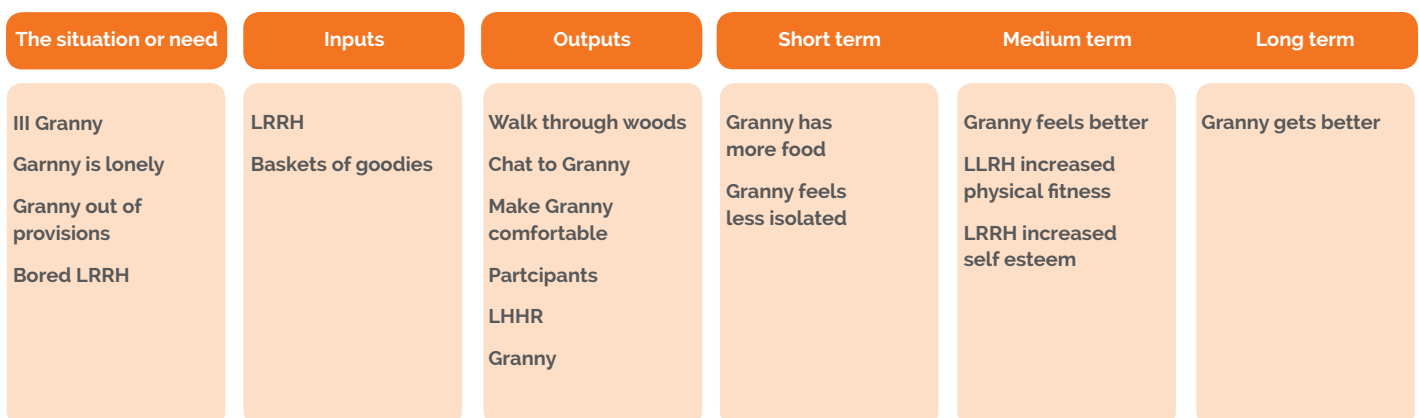 The situation or need
Inputs
Outputs
Short term
Medium term
Long term
III Granny
Garnny is lonely
Granny out of
provisions
Bored LRRH
LRRH
Baskets of goodies
Walk through woods
Chat to Granny
Make Granny
comfortable
Partcipants
LHHR
Granny
Granny has
more food
Granny feels
less isolated
Granny feels better
LLRH increased
physical fitness
LRRH increased
self esteem
Granny gets better